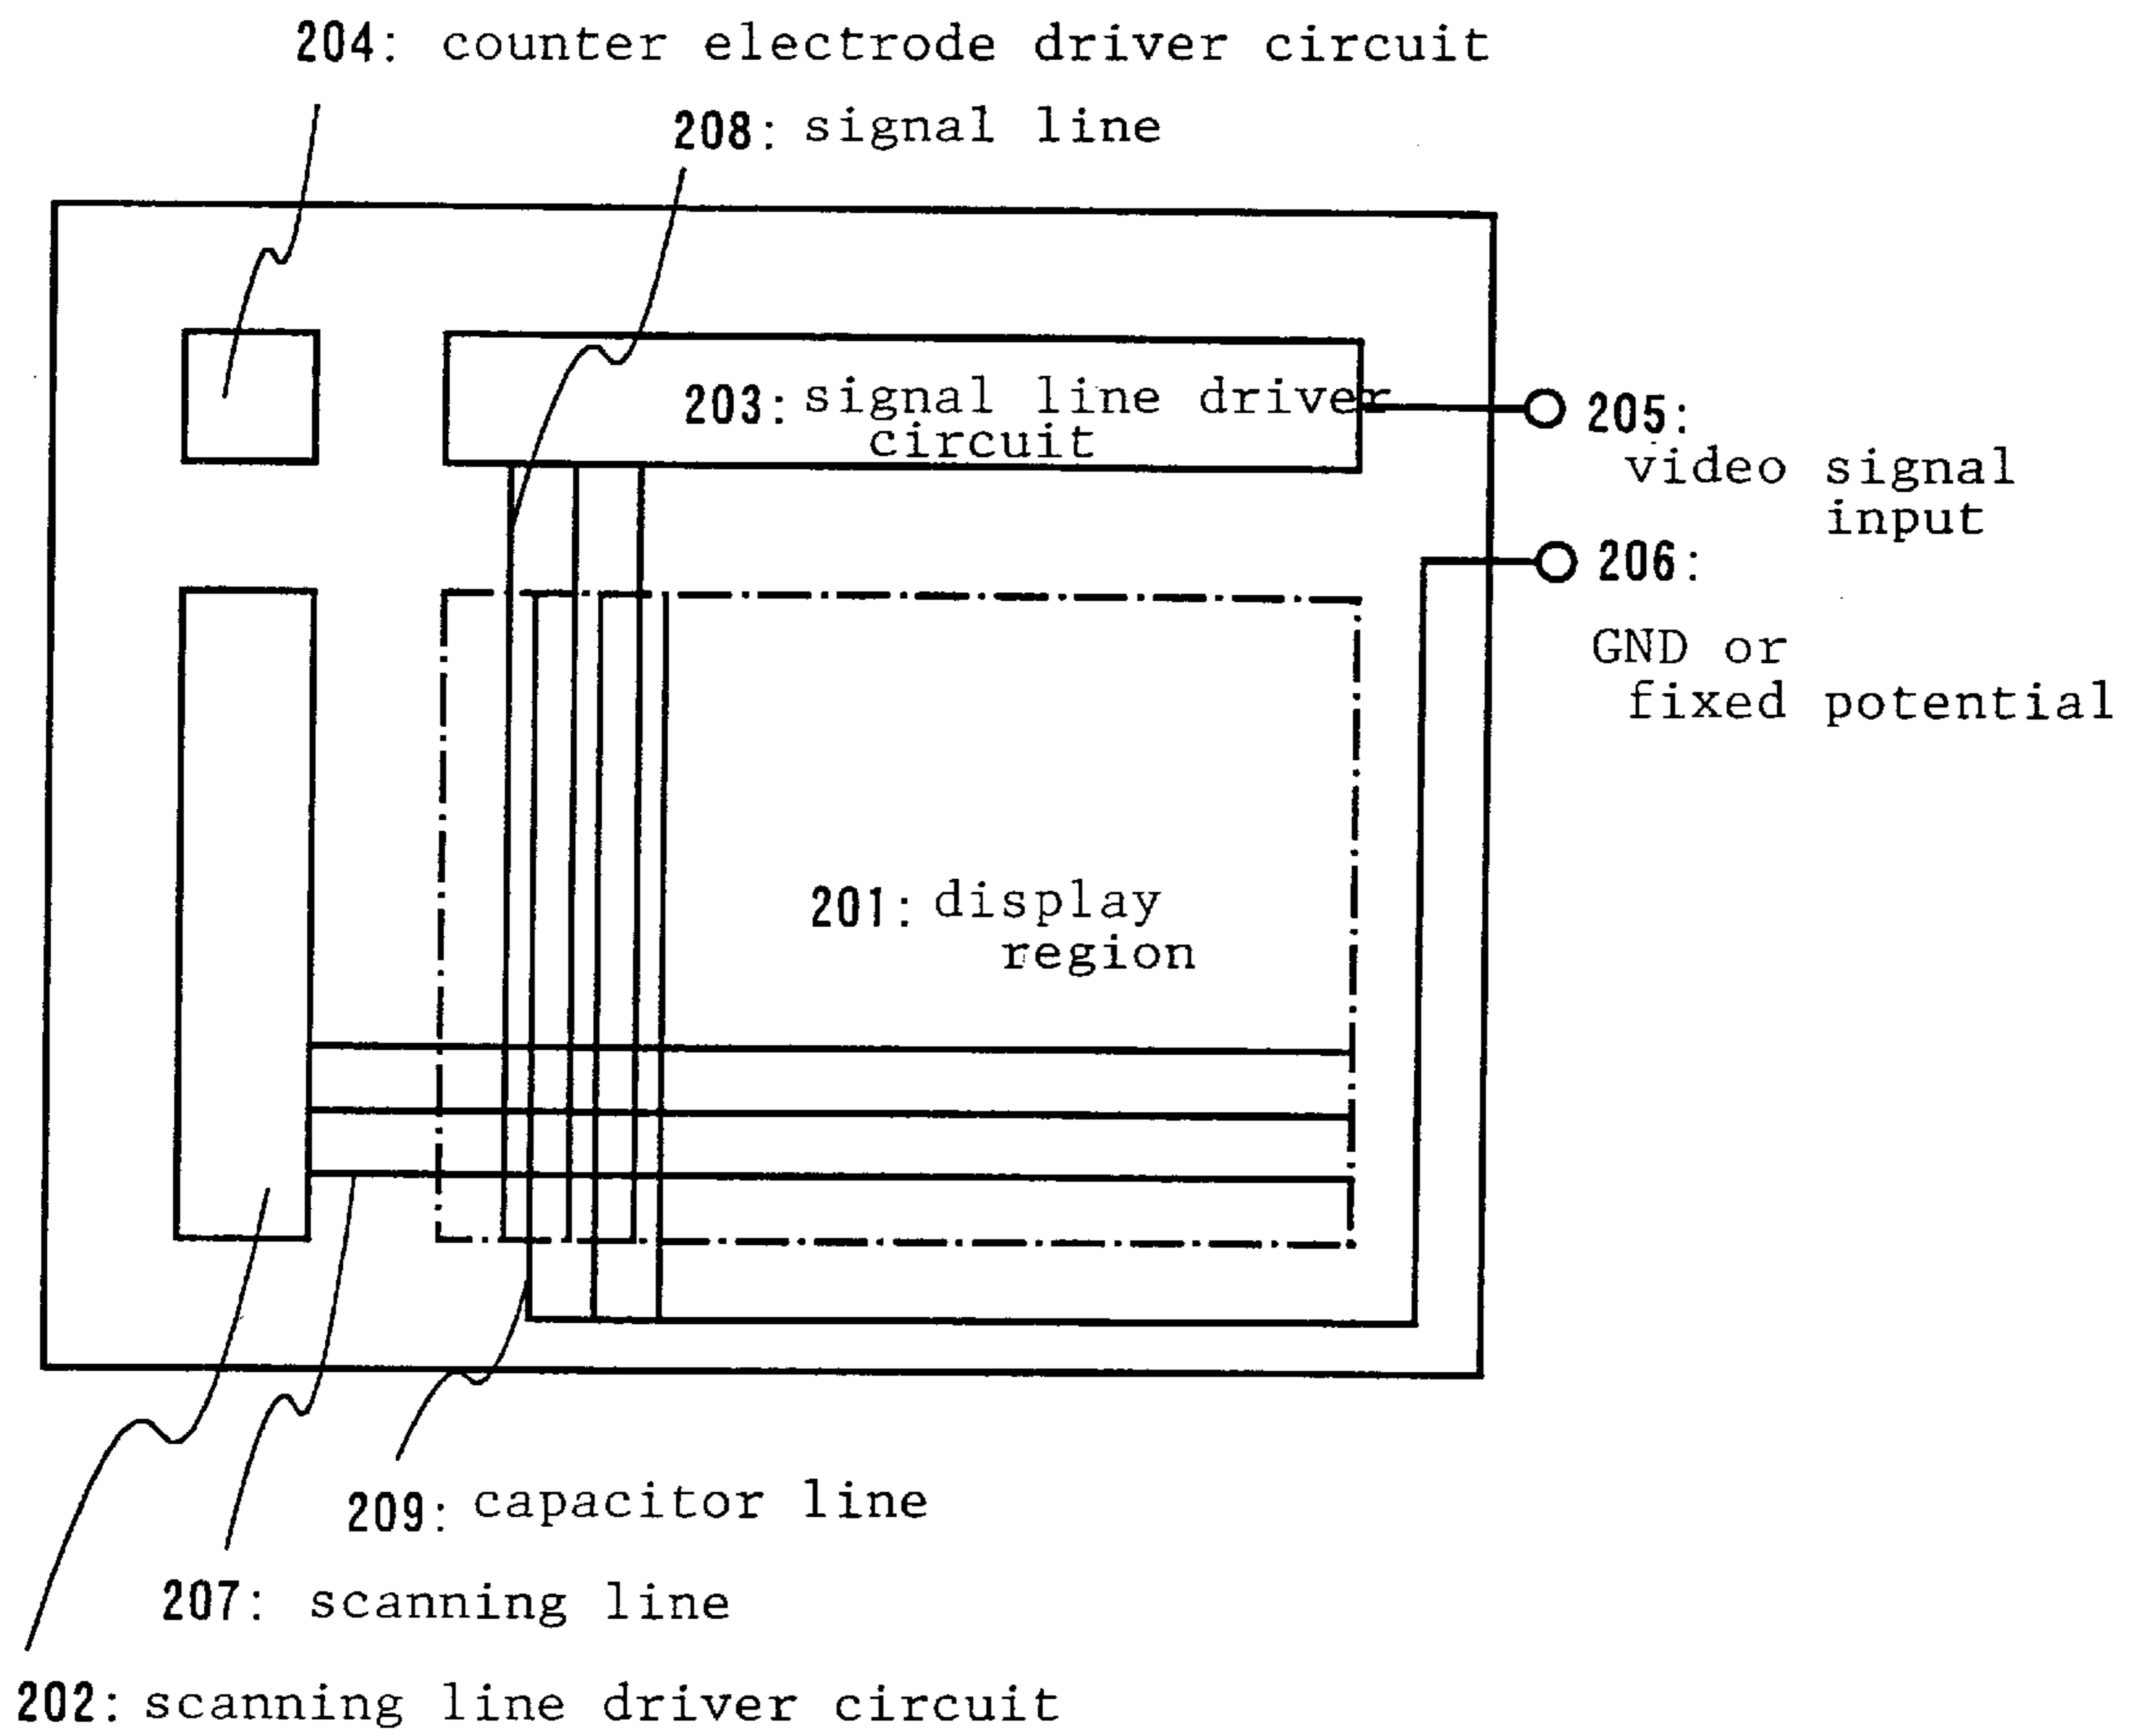 204: counter electrode driver circuit
208: signal line
203: signal line driver
circuit
205:
video signal
input
206:
GND or
fixed potential
201: display
region
209: capacitor line
207: scanning line
202: scanning line driver circuit